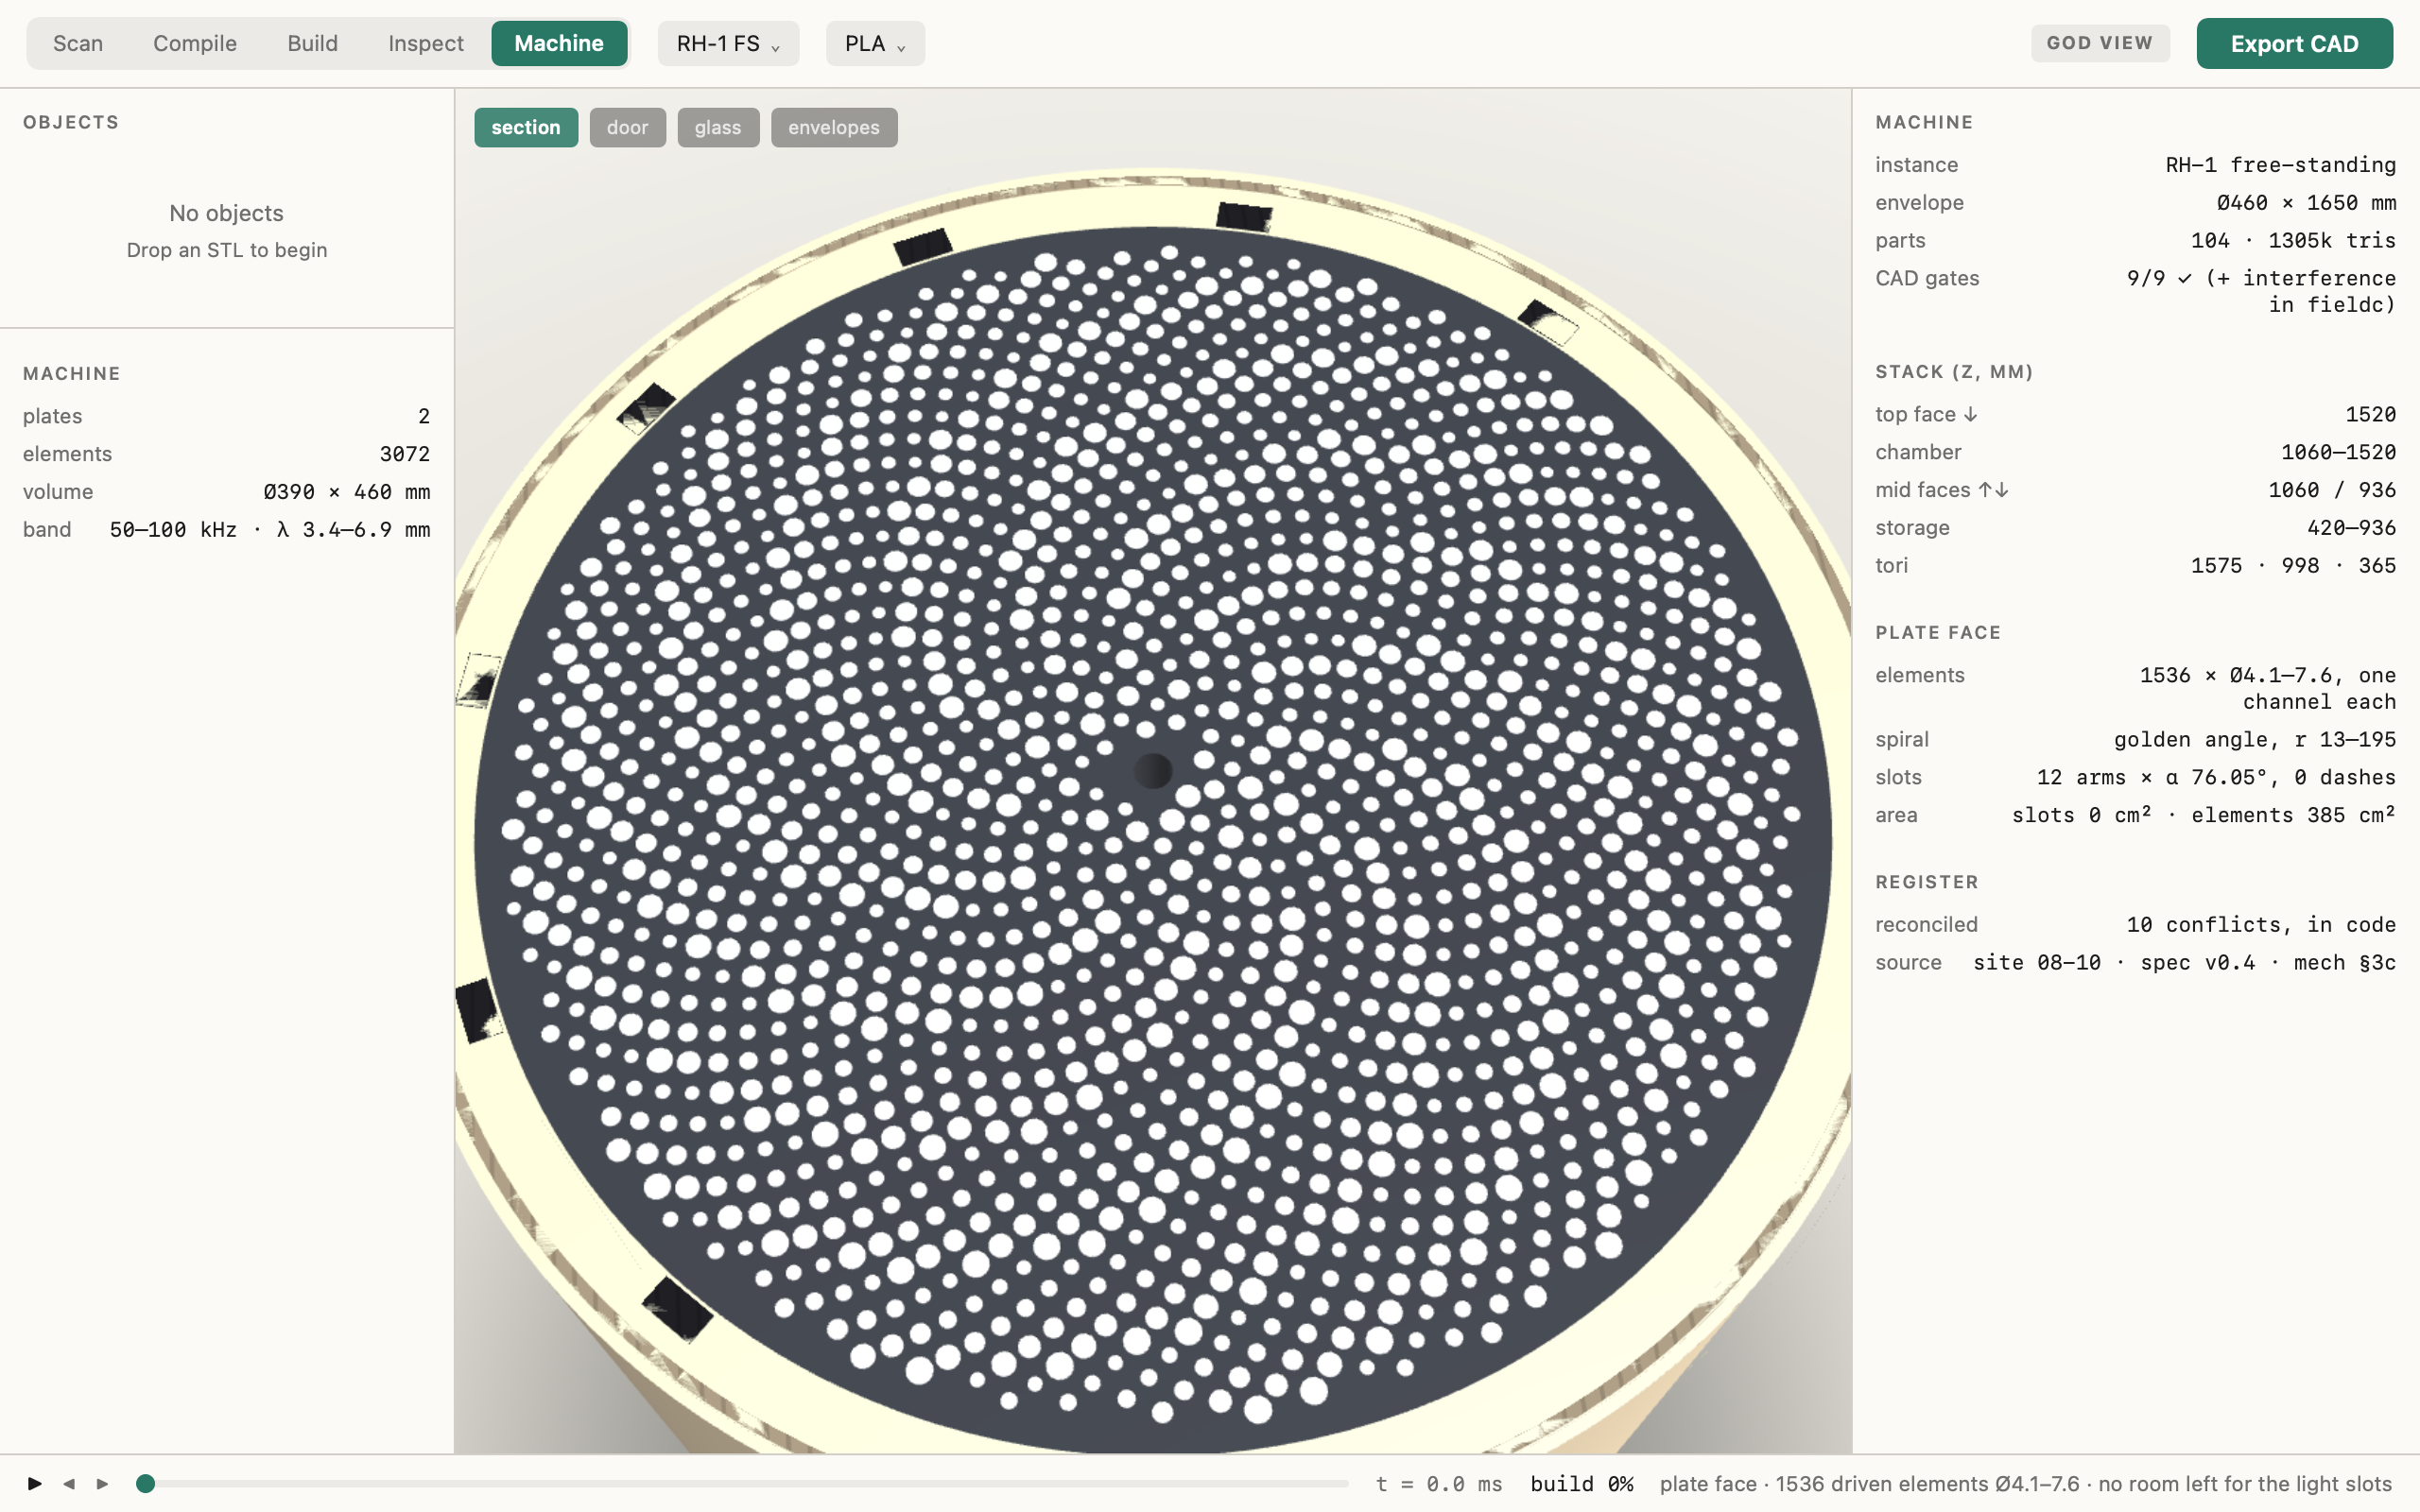 Scan Compile Build Inspect Machine RH-1 FS PLA GOD VIEW Export CAD
OBJECTS
No objects
Drop an STL to begin
MACHINE
plates 2
elements 3072
volume Ø390 × 460 mm
band 50–100 kHz · λ 3.4–6.9 mm
section door glass envelopes
MACHINE
instance RH–1 free–standing
envelope Ø460 × 1650 mm
parts 104 · 1305k tris
CAD gates 9/9 ✓ (+ interference
in fieldc)
STACK (Z, MM)
top face ↓ 1520
chamber 1060–1520
mid faces ↑↓ 1060 / 936
storage 420–936
tori 1575 · 998 · 365
PLATE FACE
elements 1536 × Ø4.1–7.6, one
channel each
spiral golden angle, r 13–195
slots 12 arms × α 76.05°, 0 dashes
area slots 0 cm² · elements 385 cm²
REGISTER
reconciled 10 conflicts, in code
source site 08–10 · spec v0.4 · mech §3c
t = 0.0 ms build 0% plate face · 1536 driven elements Ø4.1–7.6 · no room left for the light slots